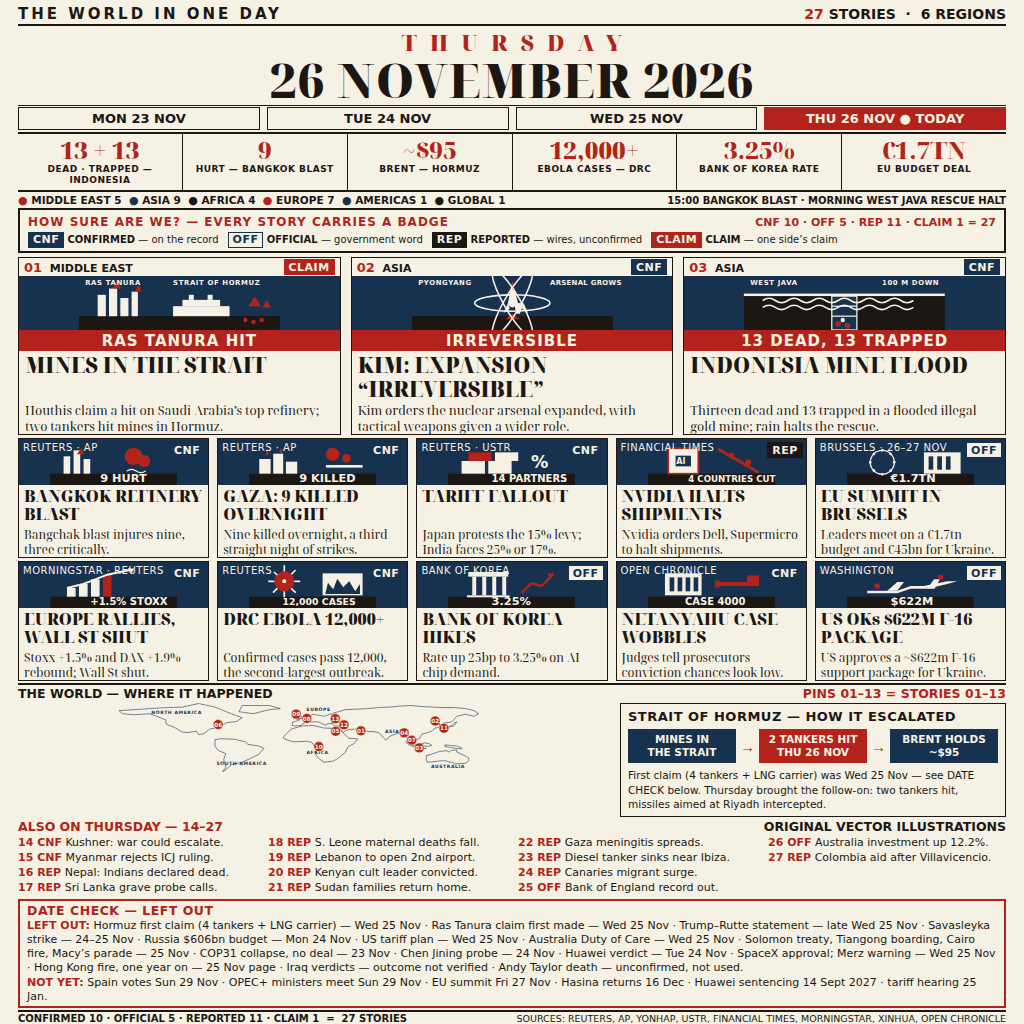 THE WORLD IN ONE DAY
27 STORIES · 6 REGIONS
THURSDAY
26 NOVEMBER 2026
MON 23 NOV
TUE 24 NOV
WED 25 NOV
THU 26 NOV ● TODAY
13 + 13
DEAD · TRAPPED —
INDONESIA
9
HURT — BANGKOK BLAST
~$95
BRENT — HORMUZ
12,000+
EBOLA CASES — DRC
3.25%
BANK OF KOREA RATE
€1.7TN
EU BUDGET DEAL
● MIDDLE EAST 5 ● ASIA 9 ● AFRICA 4 ● EUROPE 7 ● AMERICAS 1 ● GLOBAL 1
15:00 BANGKOK BLAST · MORNING WEST JAVA RESCUE HALT
HOW SURE ARE WE? — EVERY STORY CARRIES A BADGE
CNF 10 · OFF 5 · REP 11 · CLAIM 1 = 27
CNF CONFIRMED — on the record OFF OFFICIAL — government word REP REPORTED — wires, unconfirmed CLAIM CLAIM — one side's claim
01 MIDDLE EAST CLAIM
RAS TANURA STRAIT OF HORMUZ
RAS TANURA HIT
MINES IN THE STRAIT
Houthis claim a hit on Saudi Arabia's top refinery;
two tankers hit mines in Hormuz.
02 ASIA CNF
PYONGYANG ARSENAL GROWS
IRREVERSIBLE
KIM: EXPANSION
“IRREVERSIBLE”
Kim orders the nuclear arsenal expanded, with
tactical weapons given a wider role.
03 ASIA CNF
WEST JAVA 100 M DOWN
13 DEAD, 13 TRAPPED
INDONESIA MINE FLOOD
Thirteen dead and 13 trapped in a flooded illegal
gold mine; rain halts the rescue.
REUTERS · AP CNF
9 HURT
BANGKOK REFINERY
BLAST
Bangchak blast injures nine,
three critically.
REUTERS · AP CNF
9 KILLED
GAZA: 9 KILLED
OVERNIGHT
Nine killed overnight, a third
straight night of strikes.
REUTERS · USTR CNF
%
14 PARTNERS
TARIFF FALLOUT
Japan protests the 15% levy;
India faces 25% or 17%.
FINANCIAL TIMES REP
AI
4 COUNTRIES CUT
NVIDIA HALTS
SHIPMENTS
Nvidia orders Dell, Supermicro
to halt shipments.
BRUSSELS · 26–27 NOV OFF
€1.7TN
EU SUMMIT IN
BRUSSELS
Leaders meet on a €1.7tn
budget and €45bn for Ukraine.
MORNINGSTAR · REUTERS CNF
+1.5% STOXX
EUROPE RALLIES,
WALL ST SHUT
Stoxx +1.5% and DAX +1.9%
rebound; Wall St shut.
REUTERS CNF
12,000 CASES
DRC EBOLA 12,000+
Confirmed cases pass 12,000,
the second-largest outbreak.
BANK OF KOREA OFF
3.25%
BANK OF KOREA
HIKES
Rate up 25bp to 3.25% on AI
chip demand.
OPEN CHRONICLE CNF
CASE 4000
NETANYAHU CASE
WOBBLES
Judges tell prosecutors
conviction chances look low.
WASHINGTON OFF
$622M
US OKs $622M F-16
PACKAGE
US approves a ~$622m F-16
support package for Ukraine.
THE WORLD — WHERE IT HAPPENED
PINS 01–13 = STORIES 01–13
NORTH AMERICA
EUROPE
ASIA
AFRICA
SOUTH AMERICA
AUSTRALIA
STRAIT OF HORMUZ — HOW IT ESCALATED
MINES IN
THE STRAIT
→
2 TANKERS HIT
THU 26 NOV
→
BRENT HOLDS
~$95
First claim (4 tankers + LNG carrier) was Wed 25 Nov — see DATE
CHECK below. Thursday brought the follow-on: two tankers hit,
missiles aimed at Riyadh intercepted.
ALSO ON THURSDAY — 14–27
ORIGINAL VECTOR ILLUSTRATIONS
14 CNF Kushner: war could escalate.
15 CNF Myanmar rejects ICJ ruling.
16 REP Nepal: Indians declared dead.
17 REP Sri Lanka grave probe calls.
18 REP S. Leone maternal deaths fall.
19 REP Lebanon to open 2nd airport.
20 REP Kenyan cult leader convicted.
21 REP Sudan families return home.
22 REP Gaza meningitis spreads.
23 REP Diesel tanker sinks near Ibiza.
24 REP Canaries migrant surge.
25 OFF Bank of England record out.
26 OFF Australia investment up 12.2%.
27 REP Colombia aid after Villavicencio.
DATE CHECK — LEFT OUT
LEFT OUT: Hormuz first claim (4 tankers + LNG carrier) — Wed 25 Nov · Ras Tanura claim first made — Wed 25 Nov · Trump–Rutte statement — late Wed 25 Nov · Savasleyka
strike — 24–25 Nov · Russia $606bn budget — Mon 24 Nov · US tariff plan — Wed 25 Nov · Australia Duty of Care — Wed 25 Nov · Solomon treaty, Tiangong boarding, Cairo
fire, Macy's parade — 25 Nov · COP31 collapse, no deal — 23 Nov · Chen Jining probe — 24 Nov · Huawei verdict — Tue 24 Nov · SpaceX approval; Merz warning — Wed 25 Nov
· Hong Kong fire, one year on — 25 Nov page · Iraq verdicts — outcome not verified · Andy Taylor death — unconfirmed, not used.
NOT YET: Spain votes Sun 29 Nov · OPEC+ ministers meet Sun 29 Nov · EU summit Fri 27 Nov · Hasina returns 16 Dec · Huawei sentencing 14 Sept 2027 · tariff hearing 25
Jan.
CONFIRMED 10 · OFFICIAL 5 · REPORTED 11 · CLAIM 1 = 27 STORIES
SOURCES: REUTERS, AP, YONHAP, USTR, FINANCIAL TIMES, MORNINGSTAR, XINHUA, OPEN CHRONICLE